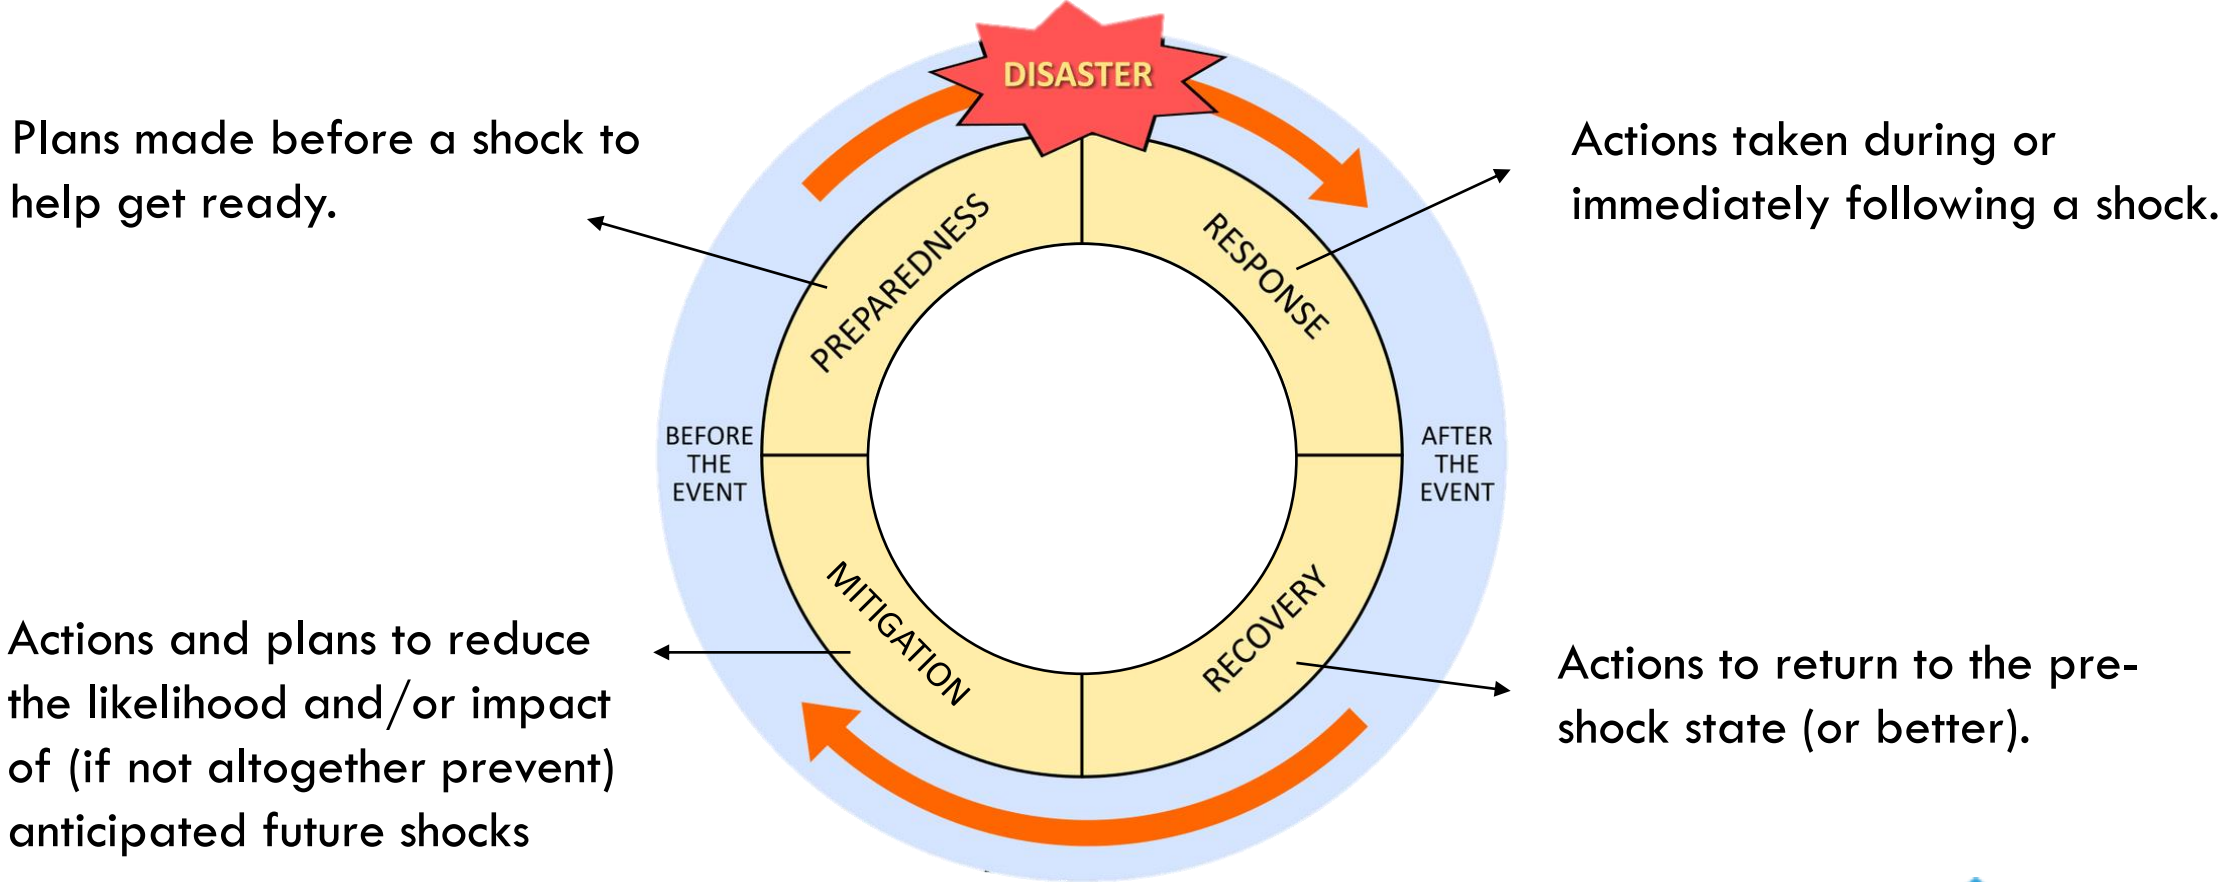 DISASTER
Plans made before a shock to
help get ready.
Actions taken during or
immediately following a shock.
PREPAREDNESS
RESPONSE
BEFORE
THE
EVENT
AFTER
THE
EVENT
MITIGATION
RECOVERY
Actions and plans to reduce
the likelihood and/or impact
of (if not altogether prevent)
anticipated future shocks
Actions to return to the pre-
shock state (or better).